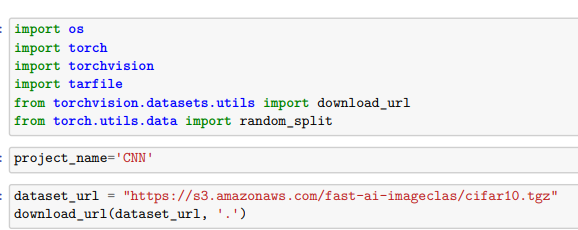 import os
import torch
import torchvision
import tarfile
from torchvision.datasets.utils import download_url
from torch.utils.data import random_split
project_name='CNN'
dataset_url = "https://s3.amazonaws.com/fast-ai-imageclas/cifar10.tgz"
download_url(dataset_url, '.')